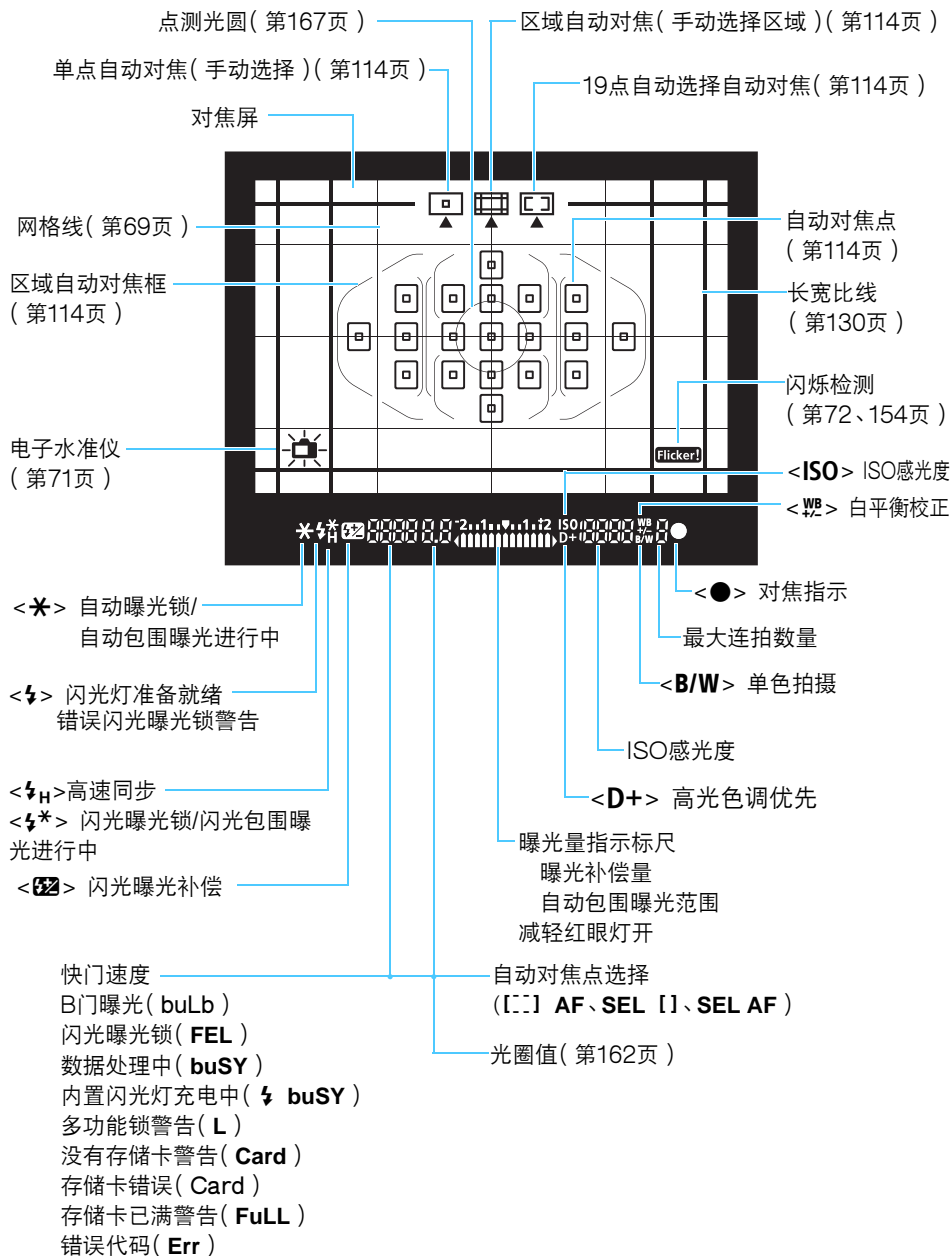 点测光圆（第167页）
区域自动对焦（手动选择区域）（第114页）
单点自动对焦（手动选择）（第114页）
19点自动选择自动对焦（第114页）
对焦屏
网格线（第69页）
自动对焦点
（第114页）
区域自动对焦框
（第114页）
长宽比线
（第130页）
闪烁检测
（第72、154页）
电子水准仪
（第71页）
Flicker!
<ISO> ISO感光度
<WB+/-> 白平衡校正
-2..1..▼..1..+2
ISO
D+
WB
+/-
B/W
<●> 对焦指示
<✱> 自动曝光锁/
自动包围曝光进行中
最大连拍数量
<B/W> 单色拍摄
<⚡> 闪光灯准备就绪
错误闪光曝光锁警告
ISO感光度
<⚡H>高速同步
<D+> 高光色调优先
<⚡*> 闪光曝光锁/闪光包围曝
光进行中
曝光量指示标尺
曝光补偿量
自动包围曝光范围
减轻红眼灯开
<> 闪光曝光补偿
快门速度
B门曝光（buLb）
闪光曝光锁（FEL）
数据处理中（buSY）
内置闪光灯充电中（⚡ buSY）
多功能锁警告（L）
没有存储卡警告（Card）
存储卡错误（Card）
存储卡已满警告（FuLL）
错误代码（Err）
自动对焦点选择
（[ ] AF、SEL [ ]、SEL AF）
光圈值（第162页）